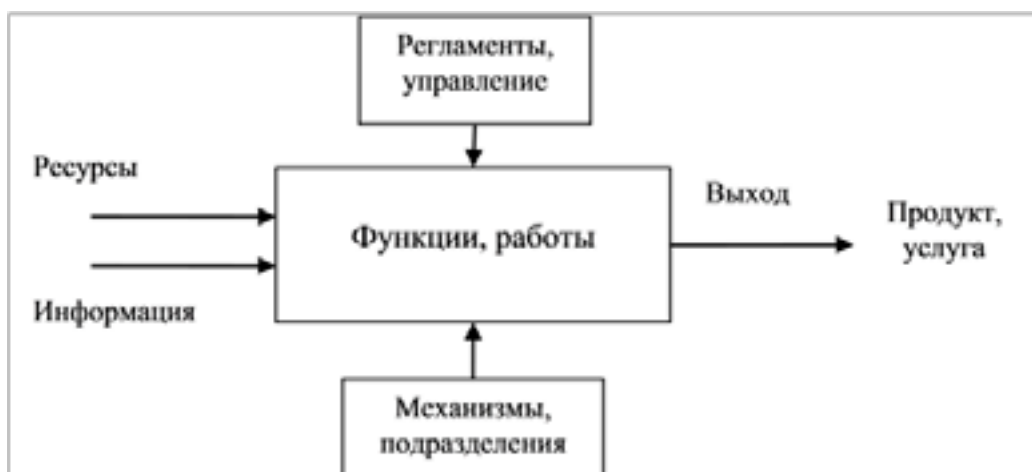 Регламенты,
управление
Ресурсы
Функции, работы
Выход
Продукт,
услуга
Информация
Механизмы,
подразделения